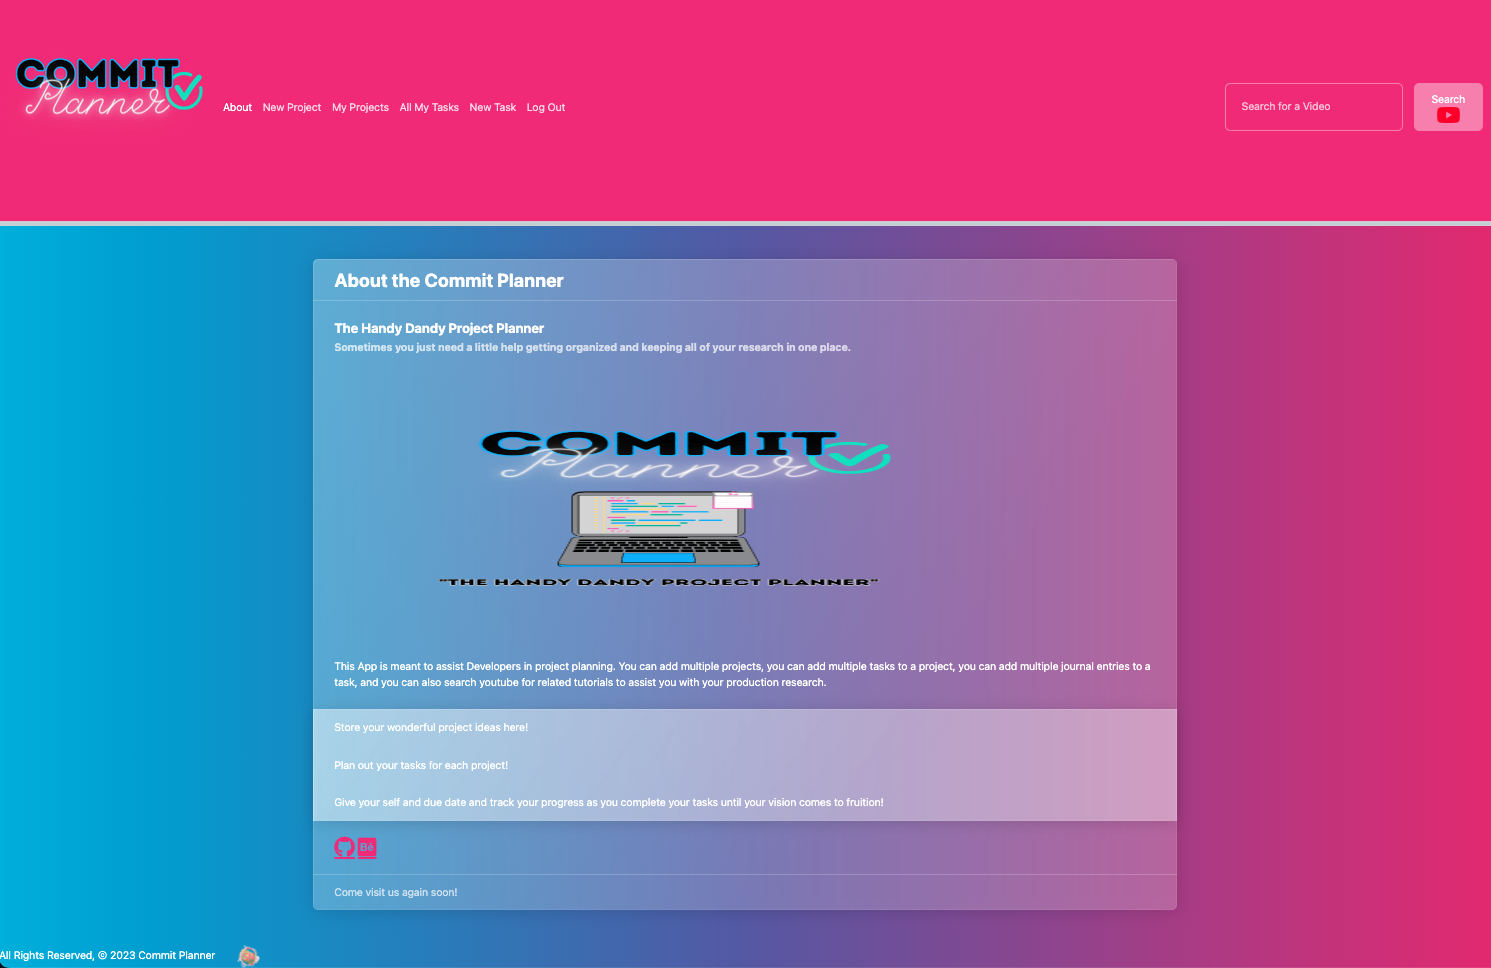 COMMIT
Planner
About New Project My Projects All My Tasks New Task Log Out
Search for a Video
Search
About the Commit Planner
The Handy Dandy Project Planner
Sometimes you just need a little help getting organized and keeping all of your research in one place.
COMMIT
Planner
"THE HANDY DANDY PROJECT PLANNER"
This App is meant to assist Developers in project planning. You can add multiple projects, you can add multiple tasks to a project, you can add multiple journal entries to a
task, and you can also search youtube for related tutorials to assist you with your production research.
Store your wonderful project ideas here!
Plan out your tasks for each project!
Give your self and due date and track your progress as you complete your tasks until your vision comes to fruition!
Bē
Come visit us again soon!
All Rights Reserved, © 2023 Commit Planner